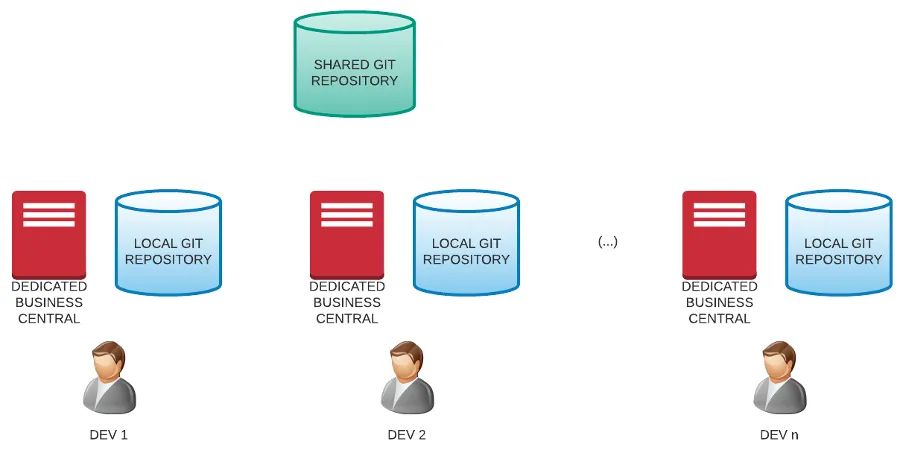 SHARED GIT
REPOSITORY
LOCAL GIT
REPOSITORY
DEDICATED
BUSINESS
CENTRAL
DEV 1
LOCAL GIT
REPOSITORY
DEDICATED
BUSINESS
CENTRAL
DEV 2
(...)
LOCAL GIT
REPOSITORY
DEDICATED
BUSINESS
CENTRAL
DEV n